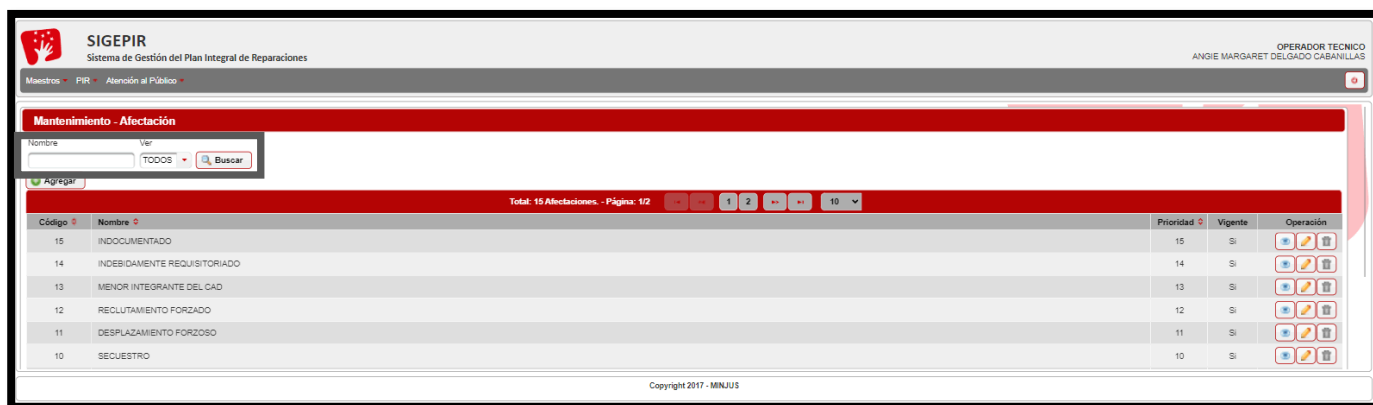 SIGEPIR
Sistema de Gestión del Plan Integral de Reparaciones
OPERADOR TECNICO
ANGIE MARGARET DELGADO CABANILLAS
Maestros PIR Atención al Público
Mantenimiento - Afectación
Nombre Ver
TODOS Buscar
Agregar
Total: 15 Afectaciones. - Página: 1/2 1 2 10
Código Nombre Prioridad Vigente Operación
15 INDOCUMENTADO 15 Si
14 INDEBIDAMENTE REQUISITORIADO 14 Si
13 MENOR INTEGRANTE DEL CAD 13 Si
12 RECLUTAMIENTO FORZADO 12 Si
11 DESPLAZAMIENTO FORZOSO 11 Si
10 SECUESTRO 10 Si
Copyright 2017 - MINJUS